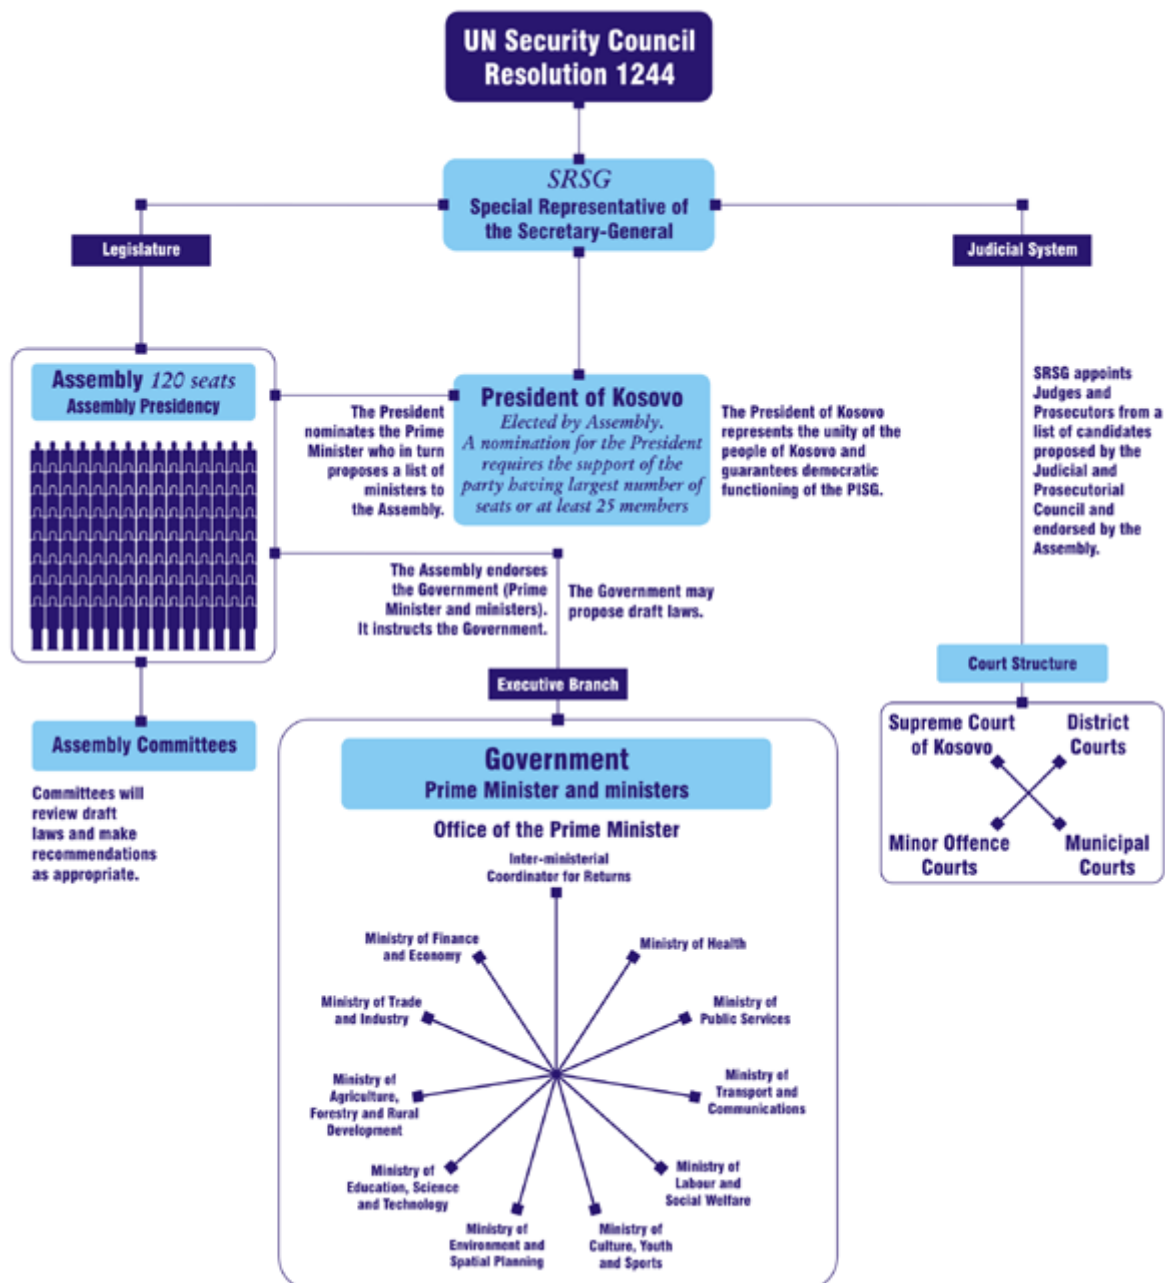 UN Security Council
Resolution 1244
SRSG
Special Representative of
the Secretary-General
Legislature
Judicial System
Assembly 120 seats
Assembly Presidency
The President
nominates the Prime
Minister who in turn
proposes a list of
ministers to
the Assembly.
President of Kosovo
Elected by Assembly.
A nomination for the President
requires the support of the
party having largest number of
seats or at least 25 members
The President of Kosovo
represents the unity of the
people of Kosovo and
guarantees democratic
functioning of the PISG.
SRSG appoints
Judges and
Prosecutors from a
list of candidates
proposed by the
Judicial and
Prosecutorial
Council and
endorsed by the
Assembly.
The Assembly endorses
the Government (Prime
Minister and ministers).
It instructs the Government.
The Government may
propose draft laws.
Executive Branch
Court Structure
Supreme Court
of Kosovo
District
Courts
Minor Offence
Courts
Municipal
Courts
Assembly Committees
Committees will
review draft
laws and make
recommendations
as appropriate.
Government
Prime Minister and ministers
Office of the Prime Minister
Inter-ministerial
Coordinator for Returns
Ministry of Finance
and Economy
Ministry of Health
Ministry of Trade
and Industry
Ministry of
Public Services
Ministry of
Agriculture,
Forestry and Rural
Development
Ministry of
Transport and
Communications
Ministry of
Education, Science
and Technology
Ministry of
Labour and
Social Welfare
Ministry of
Environment and
Spatial Planning
Ministry of
Culture, Youth
and Sports